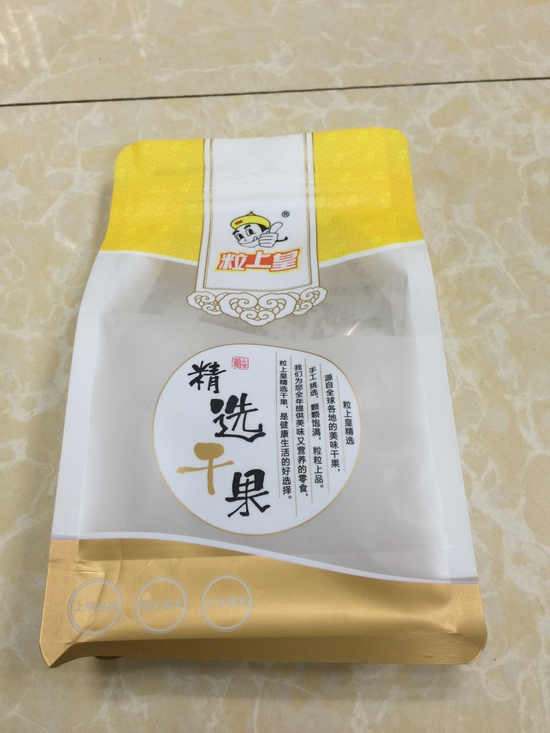 ®
粒上皇
精选干果
粒上皇精选
源自全球各地的美味干果，
手工挑选，颗颗饱满，粒粒上品。
我们为您全年提供美味又营养的零食，
粒上皇精选干果，是健康生活的好选择。